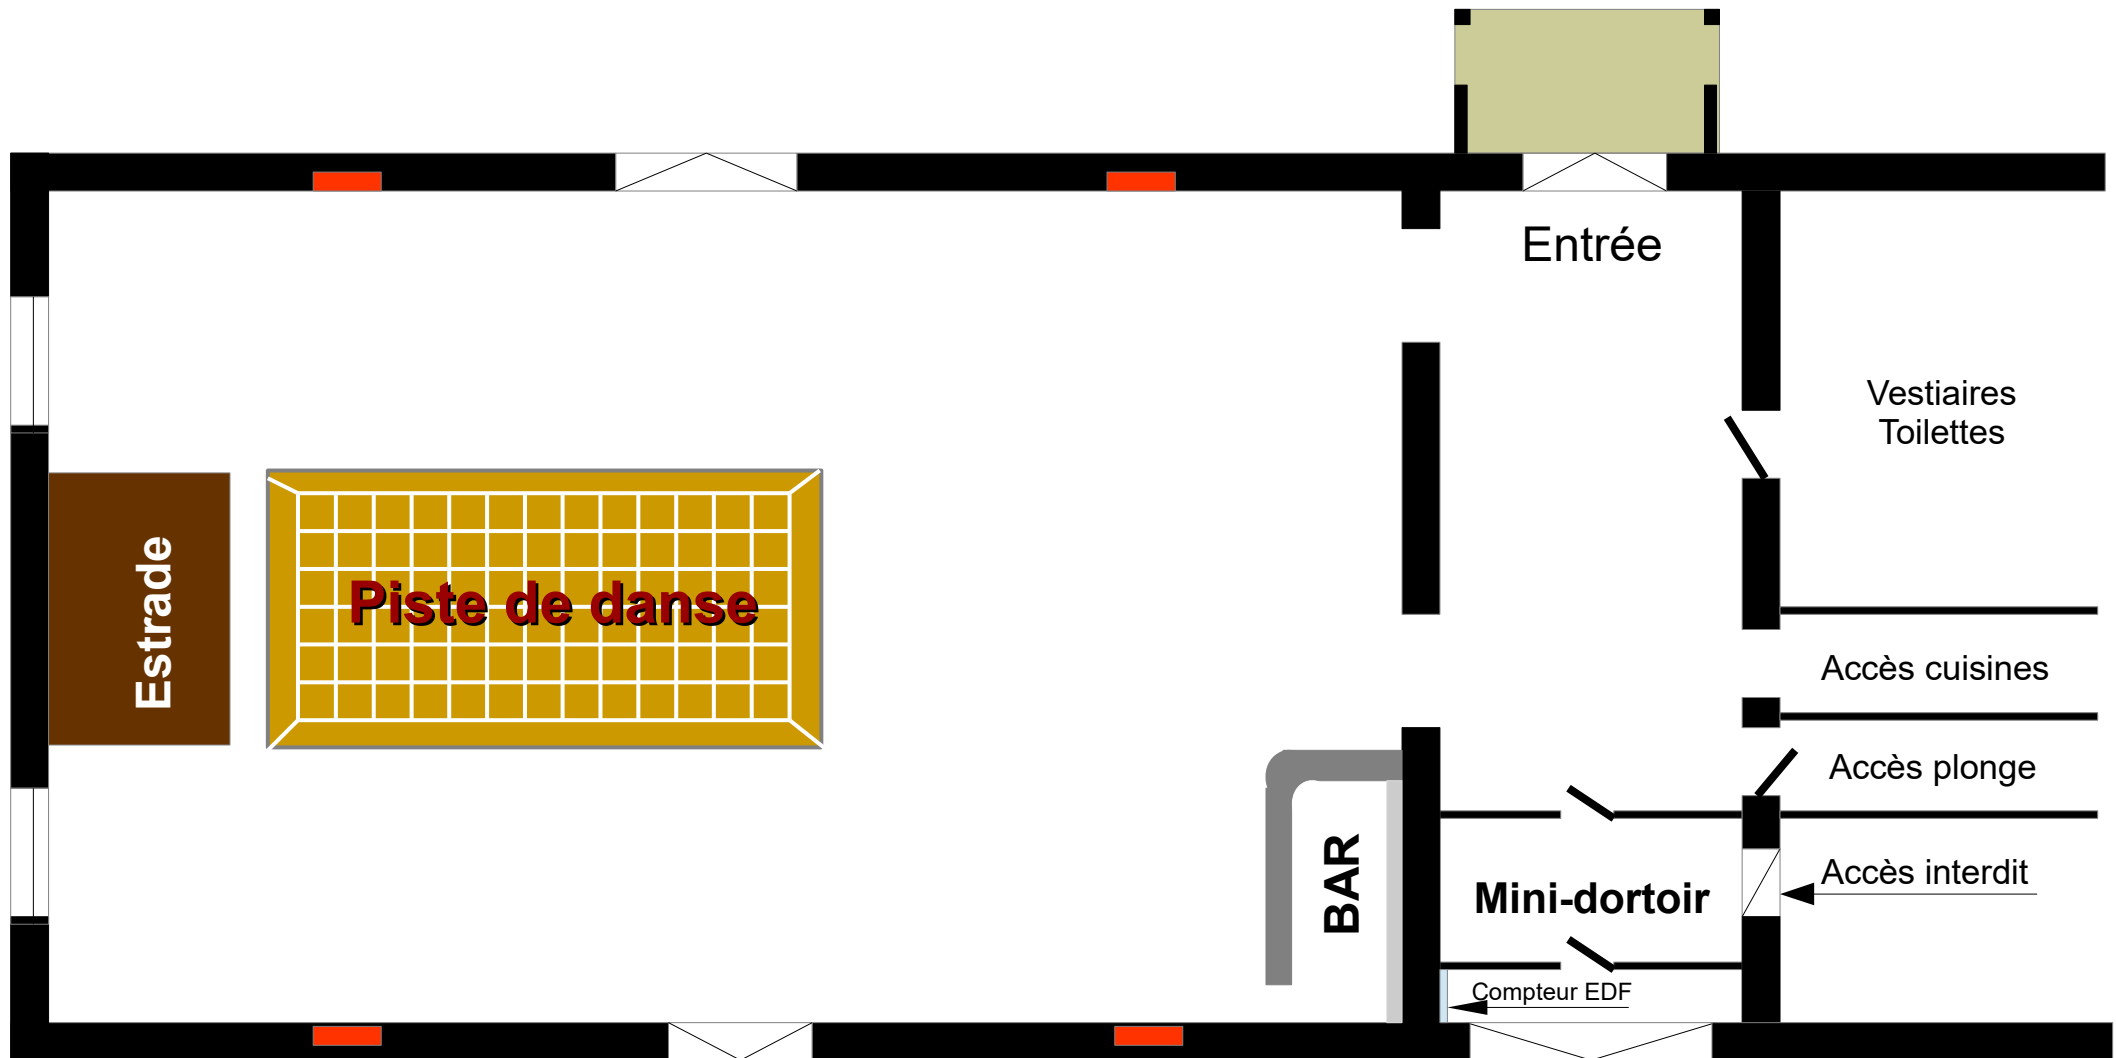 Entrée
Vestiaires
Toilettes
Estrade
Piste de danse
Accès cuisines
Accès plonge
BAR
Mini-dortoir
Accès interdit
Compteur EDF